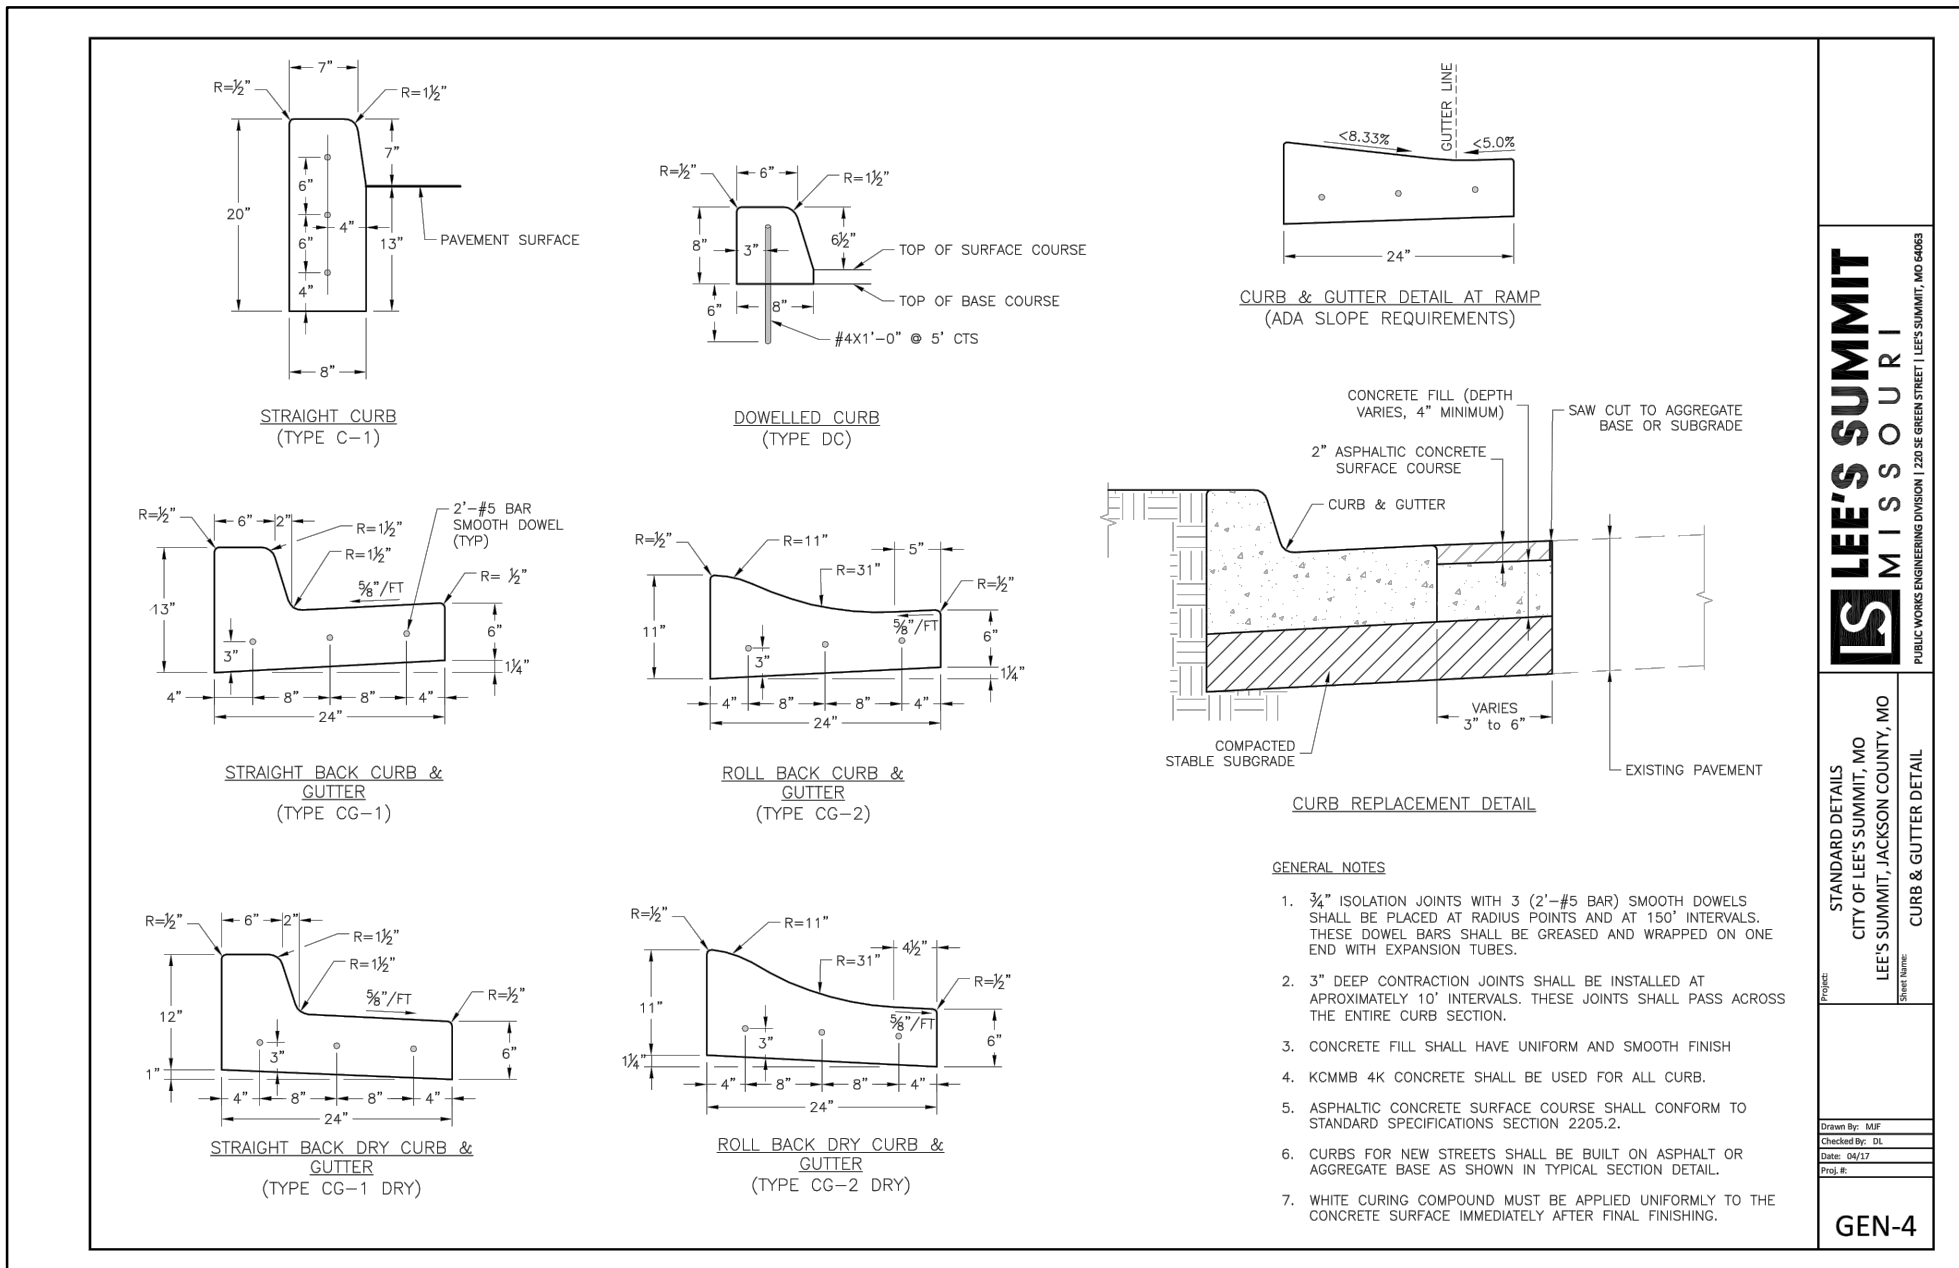 7"
R=½"
R=1½"
7"
6"
20"
4"
6"
13"
4"
PAVEMENT SURFACE
8"
STRAIGHT CURB
(TYPE C-1)
R=½"
6"
R=1½"
8"
3"
6½"
TOP OF SURFACE COURSE
TOP OF BASE COURSE
6"
8"
#4X1'-0" @ 5' CTS
DOWELLED CURB
(TYPE DC)
GUTTER LINE
<8.33%
<5.0%
24"
CURB & GUTTER DETAIL AT RAMP
(ADA SLOPE REQUIREMENTS)
R=½"
6"
2"
R=1½"
R=1½"
2'-#5 BAR
SMOOTH DOWEL
(TYP)
⅝"/FT
R= ½"
13"
3"
6"
1¼"
4"
8"
8"
4"
24"
STRAIGHT BACK CURB &
GUTTER
(TYPE CG-1)
R=½"
R=11"
R=31"
5"
R=½"
11"
⅝"/FT
3"
6"
1¼"
4"
8"
8"
4"
24"
ROLL BACK CURB &
GUTTER
(TYPE CG-2)
CONCRETE FILL (DEPTH
VARIES, 4" MINIMUM)
SAW CUT TO AGGREGATE
BASE OR SUBGRADE
2" ASPHALTIC CONCRETE
SURFACE COURSE
CURB & GUTTER
VARIES
3" to 6"
COMPACTED
STABLE SUBGRADE
EXISTING PAVEMENT
CURB REPLACEMENT DETAIL
R=½"
6"
2"
R=1½"
R=1½"
⅝"/FT
R=½"
12"
3"
6"
1"
4"
8"
8"
4"
24"
STRAIGHT BACK DRY CURB &
GUTTER
(TYPE CG-1 DRY)
R=½"
R=11"
R=31"
4½"
R=½"
11"
⅝"/FT
3"
6"
1¼"
4"
8"
8"
4"
24"
ROLL BACK DRY CURB &
GUTTER
(TYPE CG-2 DRY)
GENERAL NOTES
1. ¾" ISOLATION JOINTS WITH 3 (2'-#5 BAR) SMOOTH DOWELS
SHALL BE PLACED AT RADIUS POINTS AND AT 150' INTERVALS.
THESE DOWEL BARS SHALL BE GREASED AND WRAPPED ON ONE
END WITH EXPANSION TUBES.
2. 3" DEEP CONTRACTION JOINTS SHALL BE INSTALLED AT
APROXIMATELY 10' INTERVALS. THESE JOINTS SHALL PASS ACROSS
THE ENTIRE CURB SECTION.
3. CONCRETE FILL SHALL HAVE UNIFORM AND SMOOTH FINISH
4. KCMMB 4K CONCRETE SHALL BE USED FOR ALL CURB.
5. ASPHALTIC CONCRETE SURFACE COURSE SHALL CONFORM TO
STANDARD SPECIFICATIONS SECTION 2205.2.
6. CURBS FOR NEW STREETS SHALL BE BUILT ON ASPHALT OR
AGGREGATE BASE AS SHOWN IN TYPICAL SECTION DETAIL.
7. WHITE CURING COMPOUND MUST BE APPLIED UNIFORMLY TO THE
CONCRETE SURFACE IMMEDIATELY AFTER FINAL FINISHING.
LS LEE'S SUMMIT
MISSOURI
PUBLIC WORKS ENGINEERING DIVISION | 220 SE GREEN STREET | LEE'S SUMMIT, MO 64063
Project:
STANDARD DETAILS
CITY OF LEE'S SUMMIT, MO
LEE'S SUMMIT, JACKSON COUNTY, MO
Sheet Name:
CURB & GUTTER DETAIL
Drawn By: MJF
Checked By: DL
Date: 04/17
Proj. #:
GEN-4